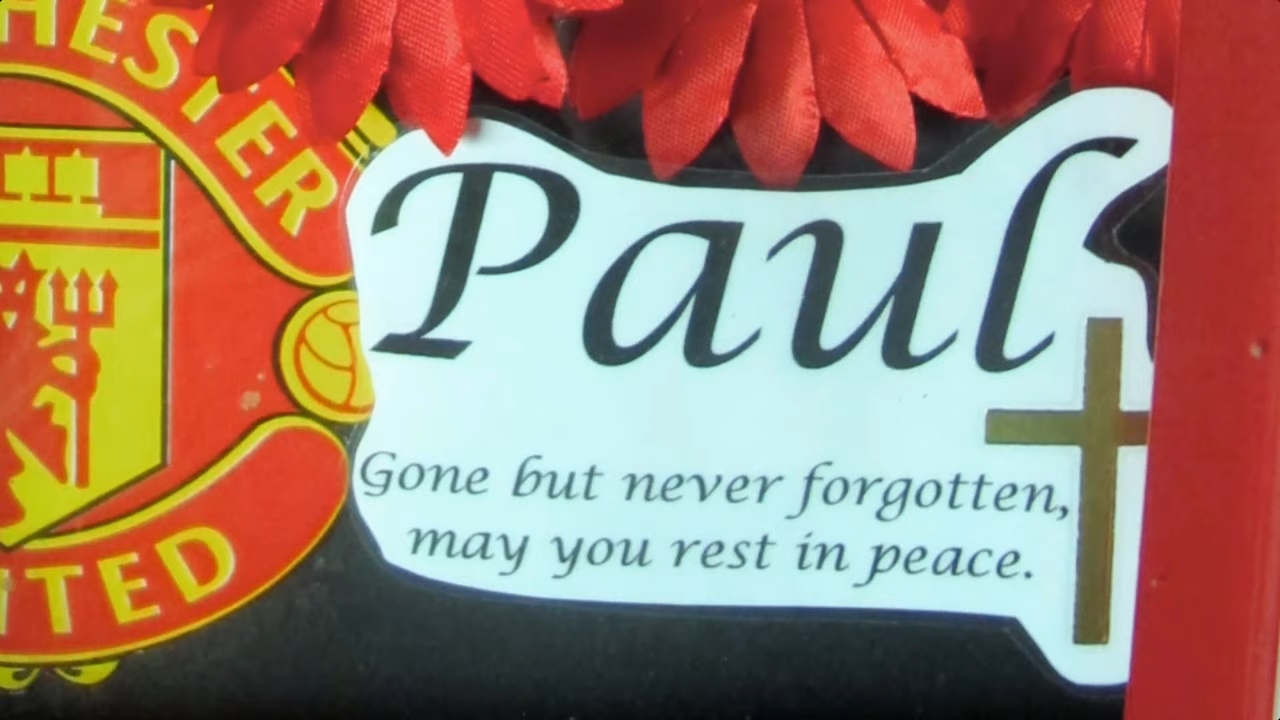 HESTER
ITED
Paul
Gone but never forgotten,
may you rest in peace.